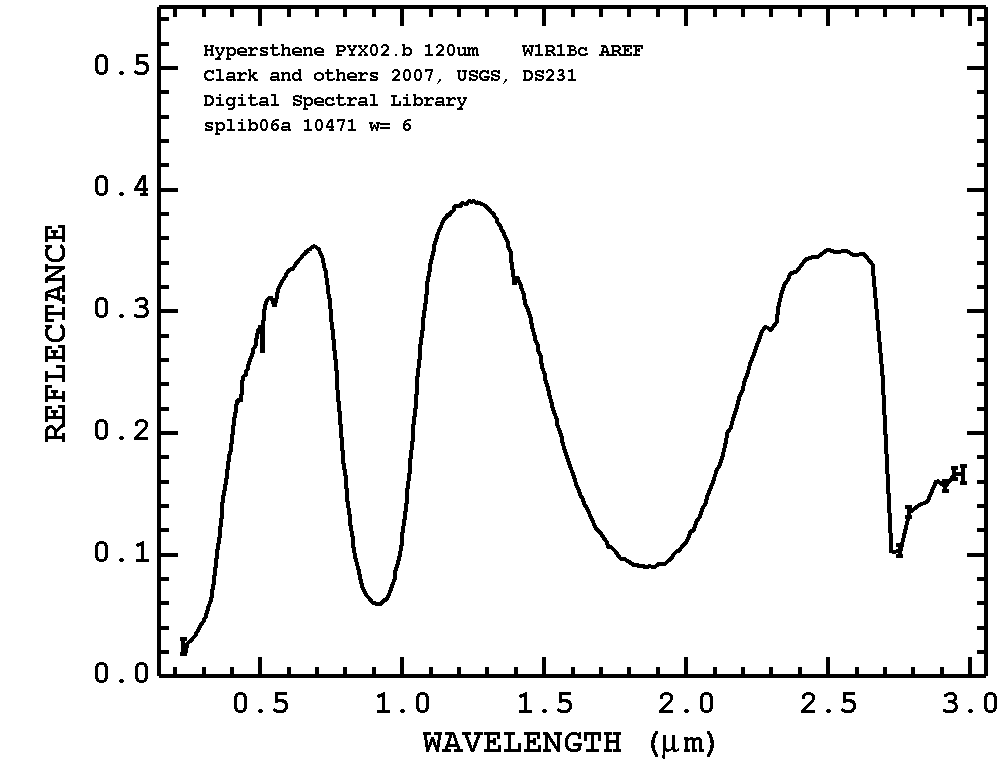 Hypersthene PYX02.b 120um W1R1Bc AREF
Clark and others 2007, USGS, DS231
Digital Spectral Library
splib06a 10471 w= 6
REFLECTANCE
0.5
0.4
0.3
0.2
0.1
0.0
0.5 1.0 1.5 2.0 2.5 3.0
WAVELENGTH (μm)